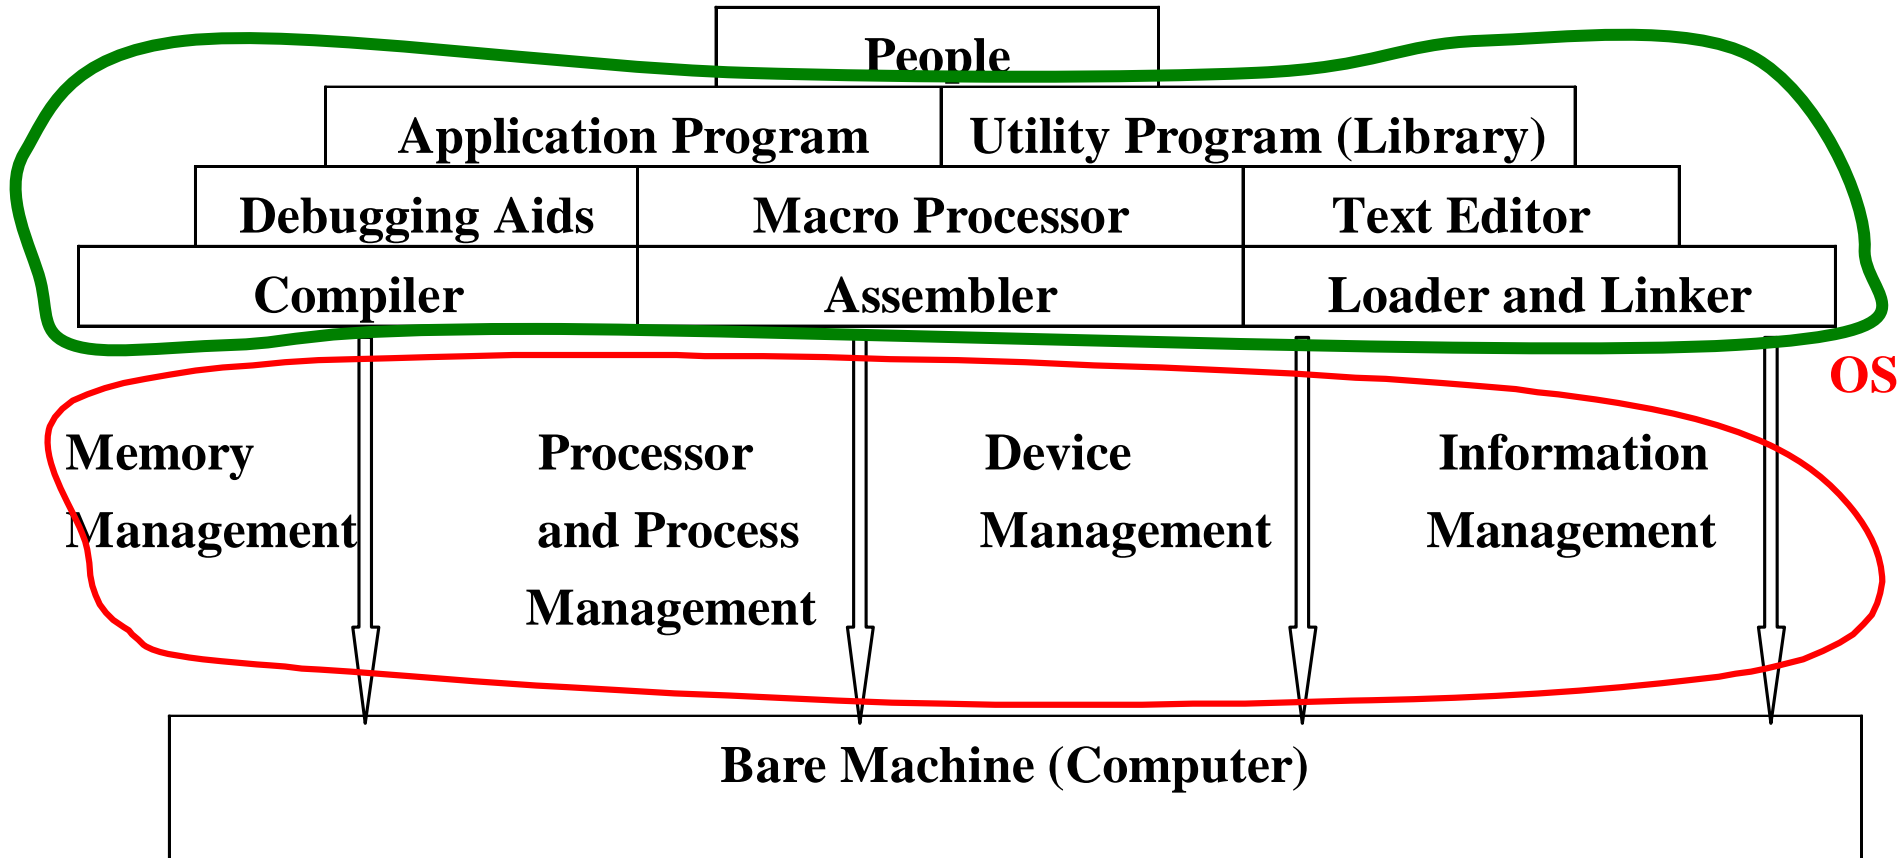 People
Application Program
Utility Program (Library)
Debugging Aids
Macro Processor
Text Editor
Compiler
Assembler
Loader and Linker
OS
Memory
Management
Processor
and Process
Management
Device
Management
Information
Management
Bare Machine (Computer)